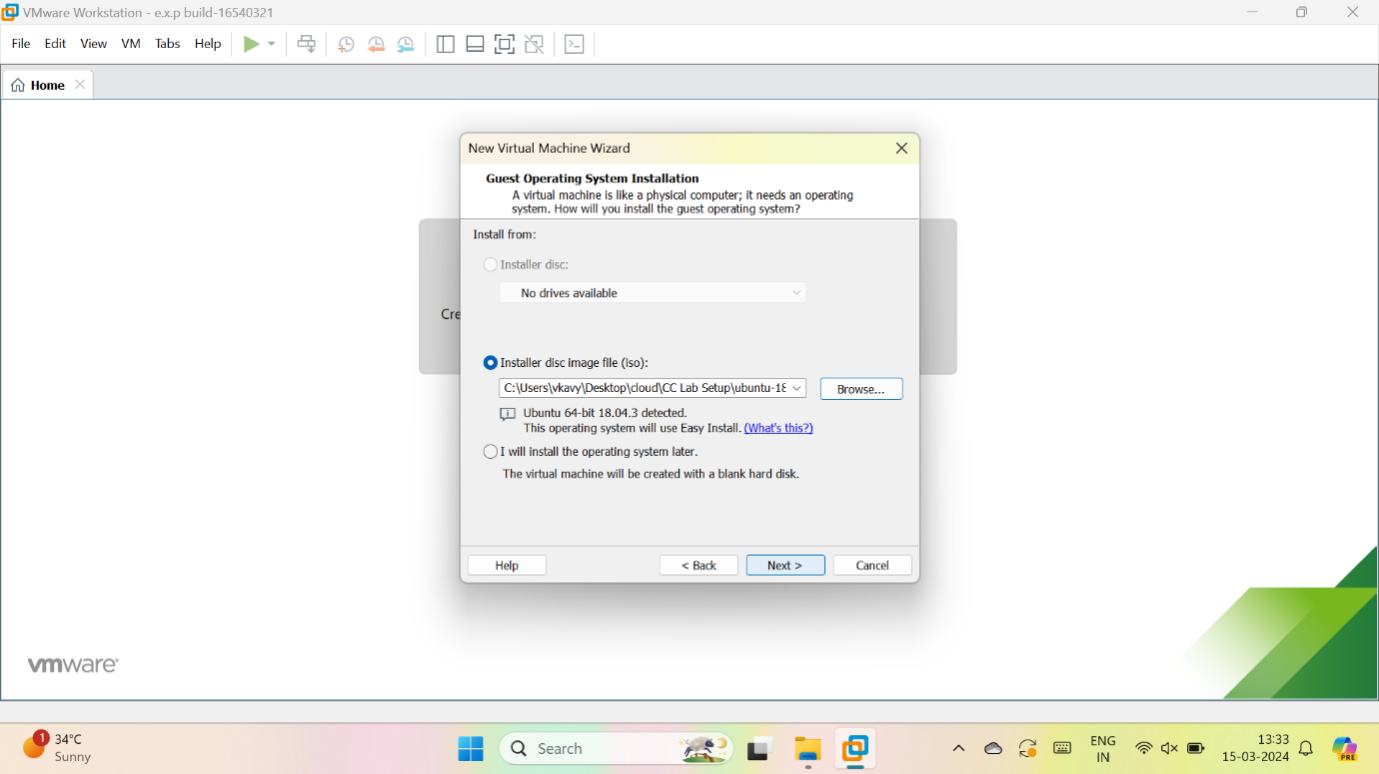 VMware Workstation - e.x.p build-16540321
File Edit View VM Tabs Help
Home
New Virtual Machine Wizard
Guest Operating System Installation
A virtual machine is like a physical computer; it needs an operating
system. How will you install the guest operating system?
Install from:
Installer disc:
No drives available
Cre
Installer disc image file (iso):
C:\Users\vkavy\Desktop\cloud\CC Lab Setup\ubuntu-18
Browse...
Ubuntu 64-bit 18.04.3 detected.
This operating system will use Easy Install. (What's this?)
I will install the operating system later.
The virtual machine will be created with a blank hard disk.
Help < Back Next > Cancel
vmware
1
34°C
Sunny
Search
ENG
IN
13:33
15-03-2024
PRE